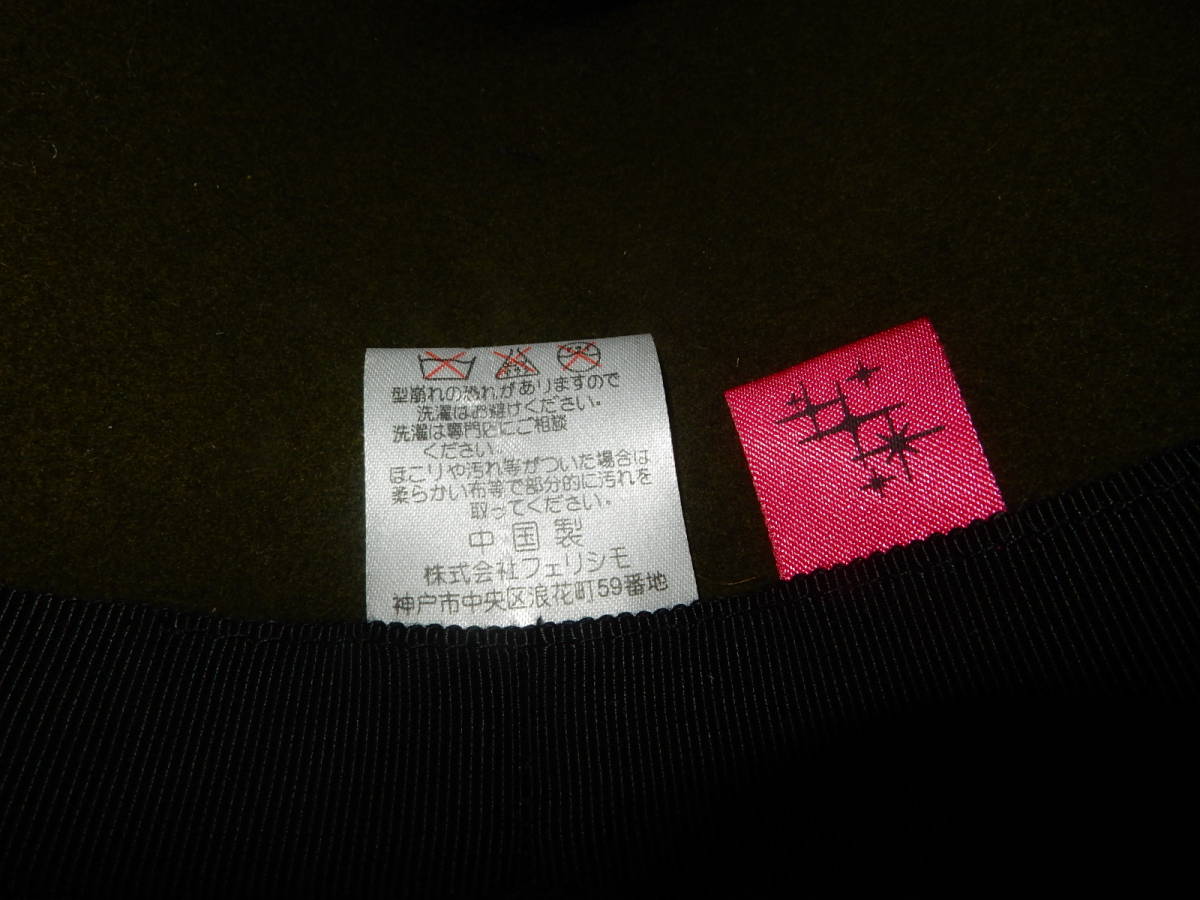 型崩れの恐れがありますので
洗濯はお避けください。
洗濯は専門店にご相談
ください。
ほこりや汚れ等がついた場合は
柔らかい布等で部分的に汚れを
取ってください。
中国製
株式会社フェリシモ
神戸市中央区浪花町59番地